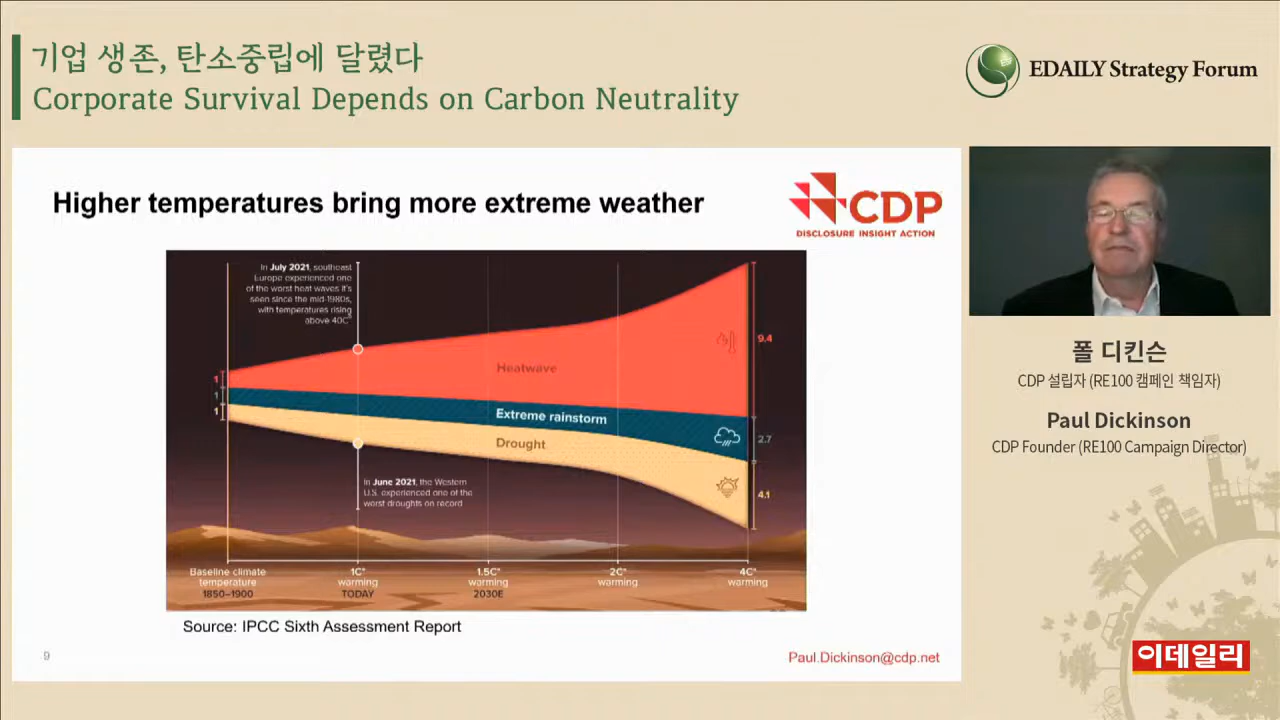 기업 생존, 탄소중립에 달렸다
Corporate Survival Depends on Carbon Neutrality
EDAILY Strategy Forum
Higher temperatures bring more extreme weather
CDP
DISCLOSURE INSIGHT ACTION
In July 2021, southeast
Europe experienced one
of the worst heat waves it's
seen since the mid-1980s,
with temperatures rising
above 40C°
1
1
1
Heatwave
Extreme rainstorm
Drought
9.4
2.7
4.1
In June 2021, the Western
U.S. experienced one of the
worst droughts on record
Baseline climate
temperature
1850–1900
1C°
warming
TODAY
1.5C°
warming
2030E
2C°
warming
4C°
warming
Source: IPCC Sixth Assessment Report
9
Paul.Dickinson@cdp.net
폴 디킨슨
CDP 설립자 (RE100 캠페인 책임자)
Paul Dickinson
CDP Founder (RE100 Campaign Director)
이데일리